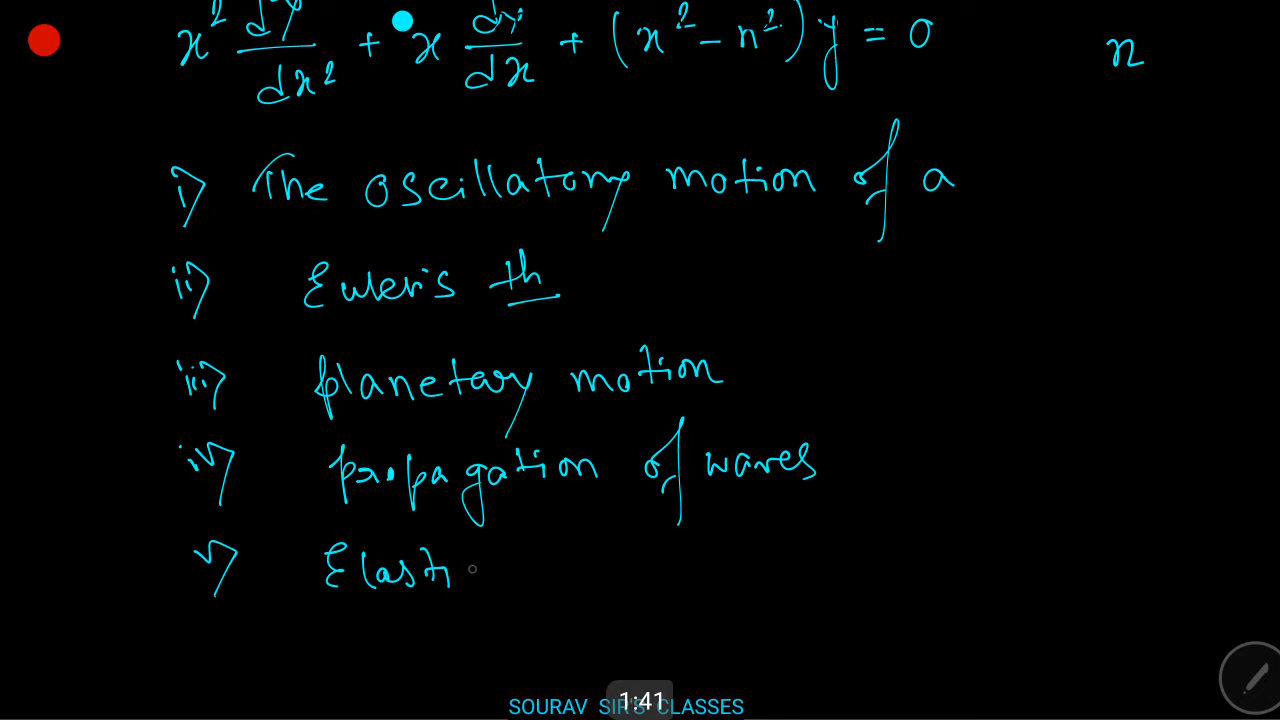 x² d²y/dx² + x dy/dx + (x² - n²) y = 0 n
i) The oscillatory motion of a
ii) Euler's th
iii) planetary motion
iv) propagation of waves
v) Elasti
1:41
SOURAV SIR'S CLASSES